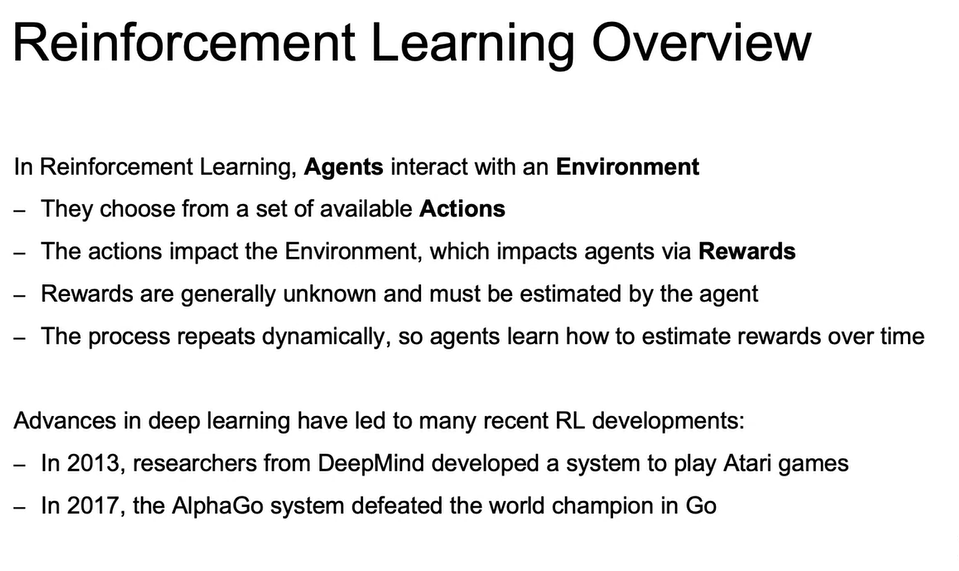 Reinforcement Learning Overview
In Reinforcement Learning, Agents interact with an Environment
– They choose from a set of available Actions
– The actions impact the Environment, which impacts agents via Rewards
– Rewards are generally unknown and must be estimated by the agent
– The process repeats dynamically, so agents learn how to estimate rewards over time
Advances in deep learning have led to many recent RL developments:
– In 2013, researchers from DeepMind developed a system to play Atari games
– In 2017, the AlphaGo system defeated the world champion in Go